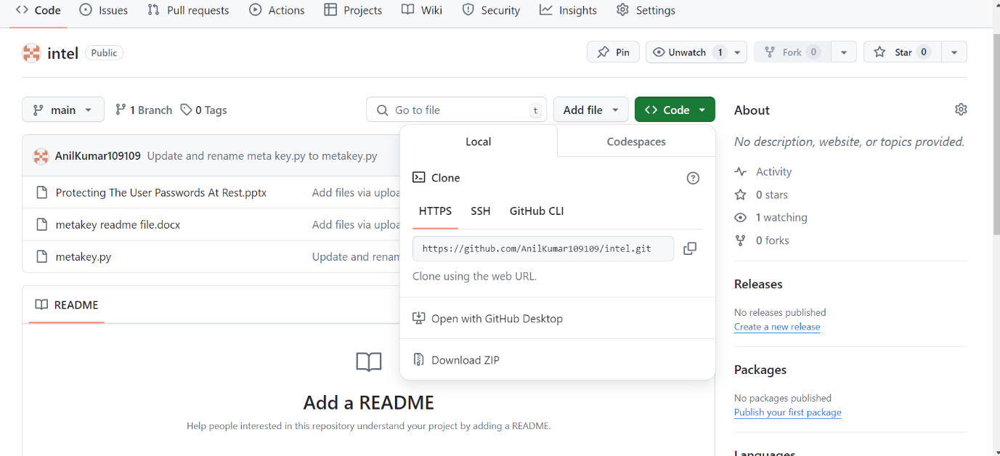 Code Issues Pull requests Actions Projects Wiki Security Insights Settings
intel Public Pin Unwatch 1 Fork 0 Star 0
main 1 Branch 0 Tags Go to file t Add file Code
AnilKumar109109 Update and rename meta key.py to metakey.py
Protecting The User Passwords At Rest.pptx Add files via
metakey readme file.docx Add files via
metakey.py Update and
README
Add a README
Help people interested in this repository understand your project by adding a README.
Local Codespaces
Clone
HTTPS SSH GitHub CLI
https://github.com/AnilKumar109109/intel.git
Clone using the web URL.
Open with GitHub Desktop
Download ZIP
About
No description, website, or topics provided.
Activity
0 stars
1 watching
0 forks
Releases
No releases published
Create a new release
Packages
No packages published
Publish your first package
Languages